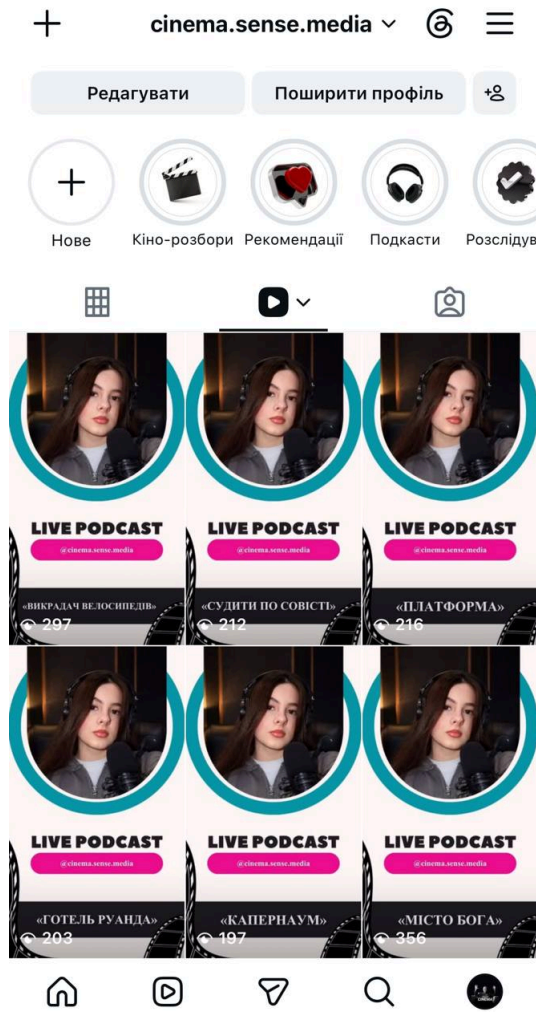 cinema.sense.media
Редагувати
Поширити профіль
Нове
Кіно-розбори
Рекомендації
Подкасти
Розслідув
LIVE PODCAST
@cinema.sense.media
«ВИКРАДАЧ ВЕЛОСИПЕДІВ»
297
LIVE PODCAST
@cinema.sense.media
«СУДИТИ ПО СОВІСТІ»
212
LIVE PODCAST
@cinema.sense.media
«ПЛАТФОРМА»
216
LIVE PODCAST
@cinema.sense.media
«ГОТЕЛЬ РУАНДА»
203
LIVE PODCAST
@cinema.sense.media
«КАПЕРНАУМ»
197
LIVE PODCAST
@cinema.sense.media
«МІСТО БОГА»
356